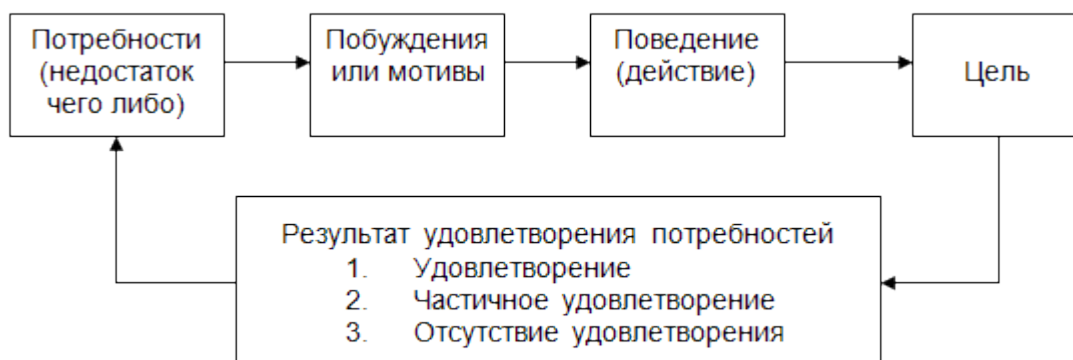 Потребности
(недостаток
чего либо)
Побуждения
или мотивы
Поведение
(действие)
Цель
Результат удовлетворения потребностей
1. Удовлетворение
2. Частичное удовлетворение
3. Отсутствие удовлетворения